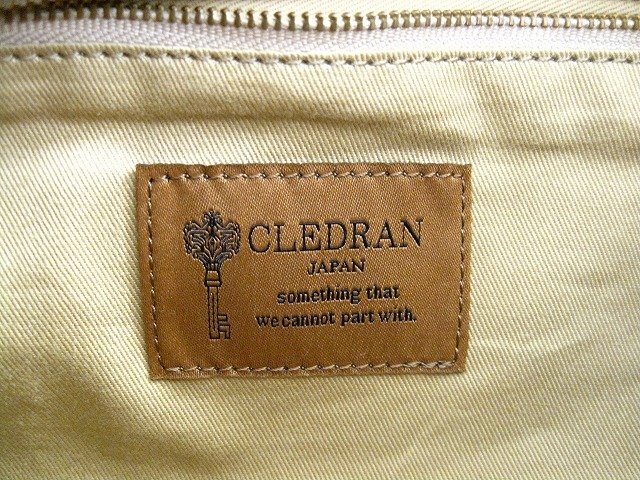 CLEDRAN
JAPAN
something that
we cannot part with.